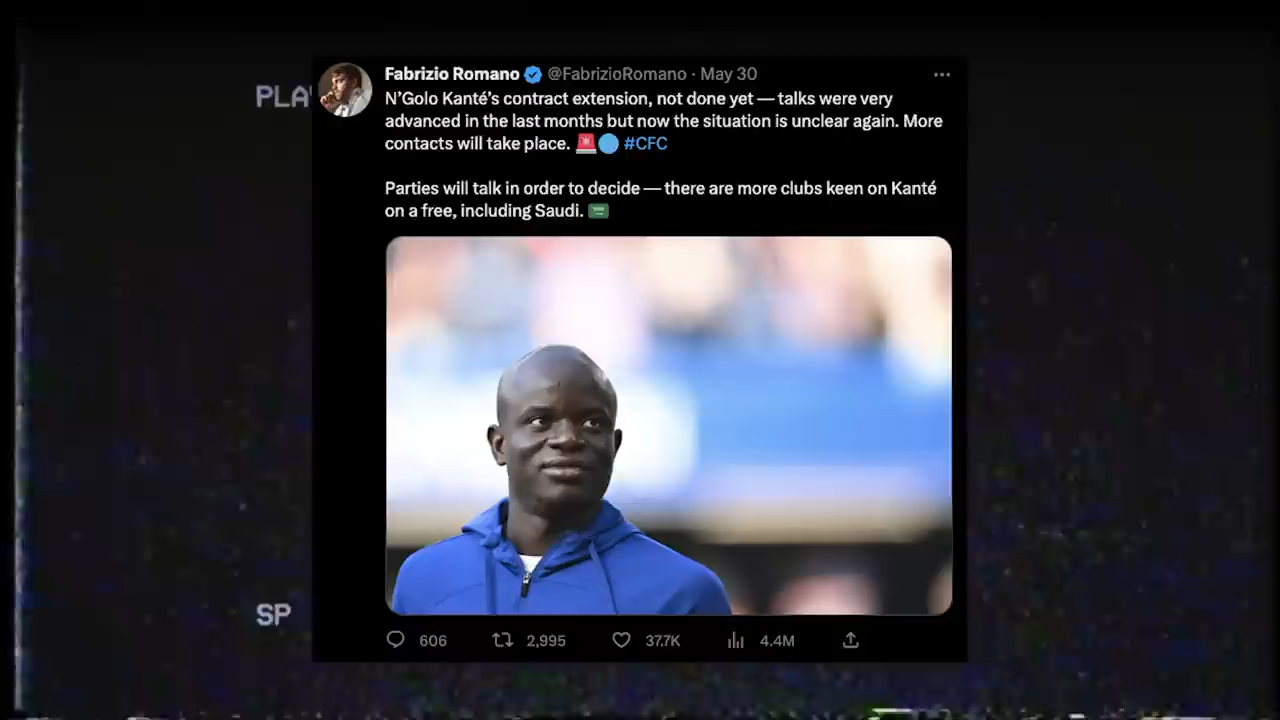 PLA
Fabrizio Romano @FabrizioRomano · May 30
N'Golo Kanté's contract extension, not done yet — talks were very
advanced in the last months but now the situation is unclear again. More
contacts will take place. 🚨🔵 #CFC
Parties will talk in order to decide — there are more clubs keen on Kanté
on a free, including Saudi. 🇸🇦
SP
606 2,995 37.7K 4.4M